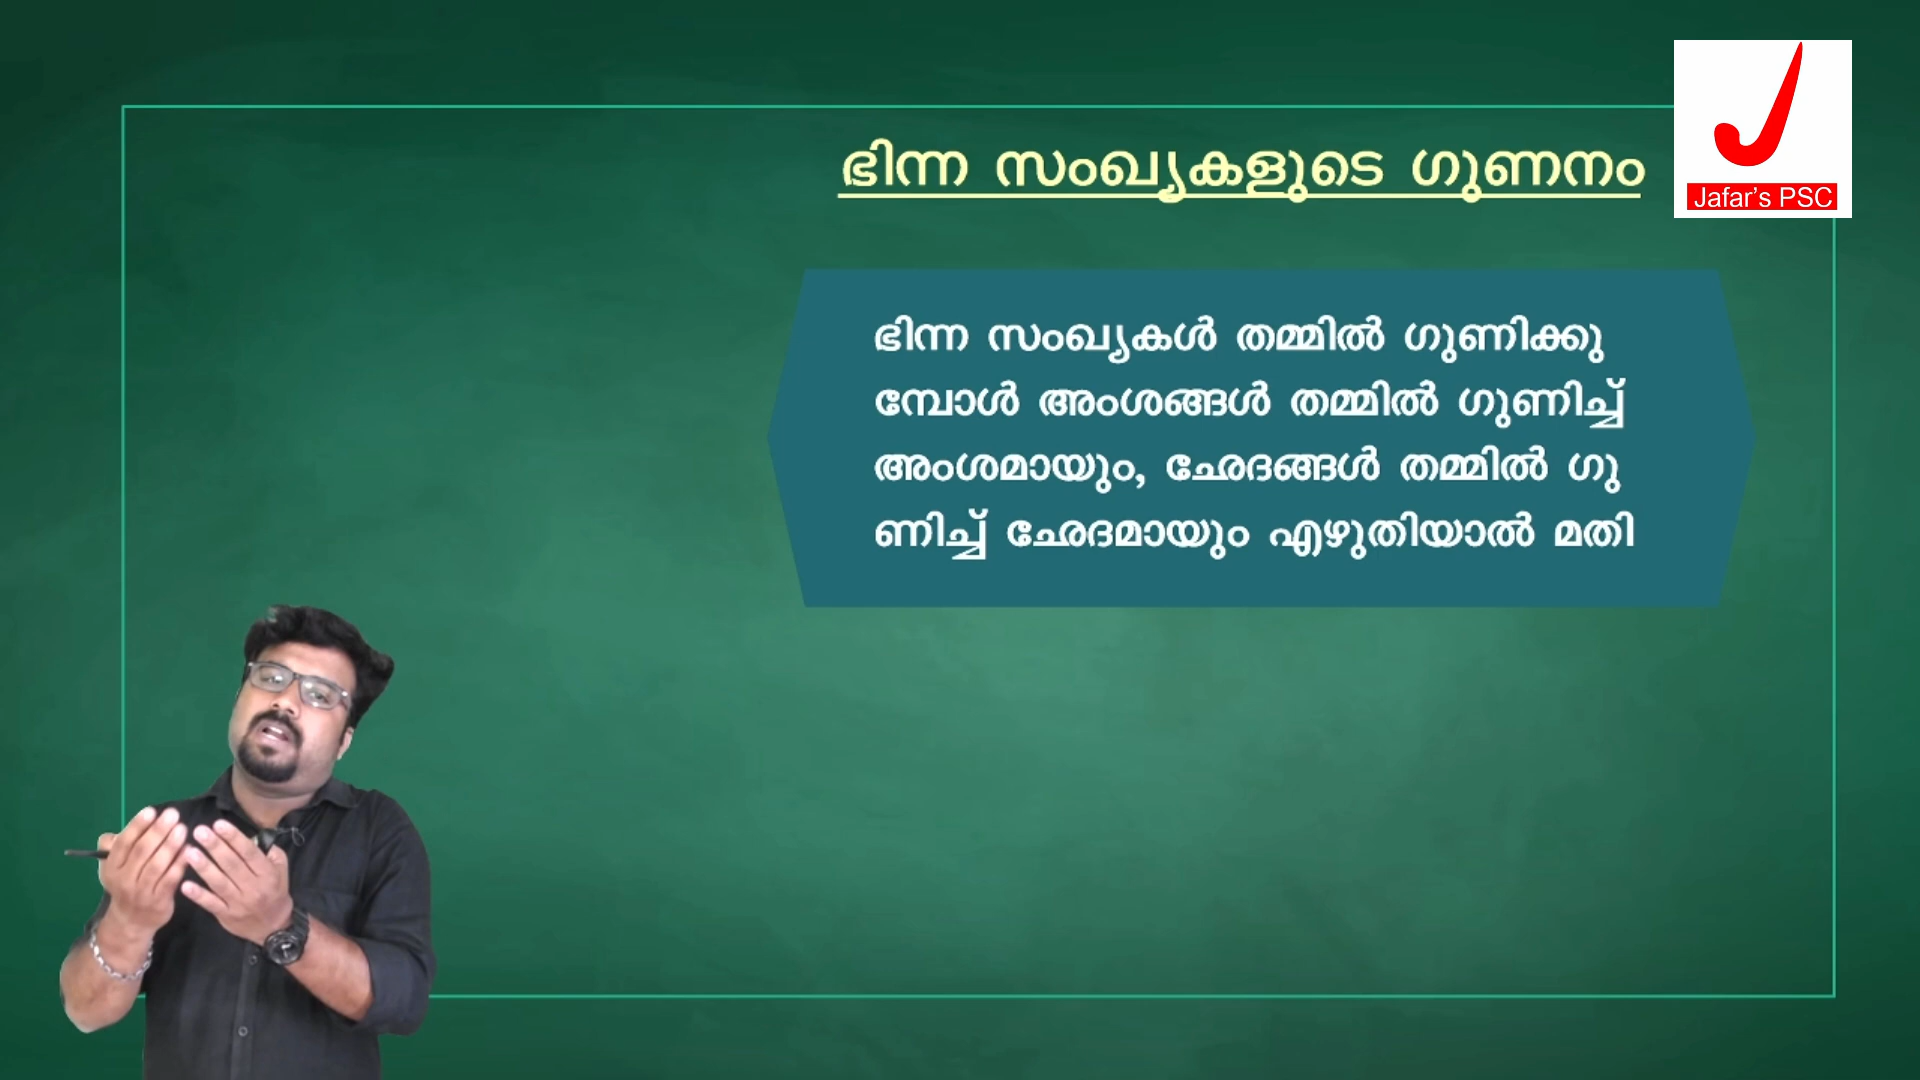 ഭിന്ന സംഖ്യകളുടെ ഗുണനം
Jafar's PSC
ഭിന്ന സംഖ്യകൾ തമ്മിൽ ഗുണിക്കു
മ്പോൾ അംശങ്ങൾ തമ്മിൽ ഗുണിച്ച്
അംശമായും, ഛേദങ്ങൾ തമ്മിൽ ഗു
ണിച്ച് ഛേദമായും എഴുതിയാൽ മതി